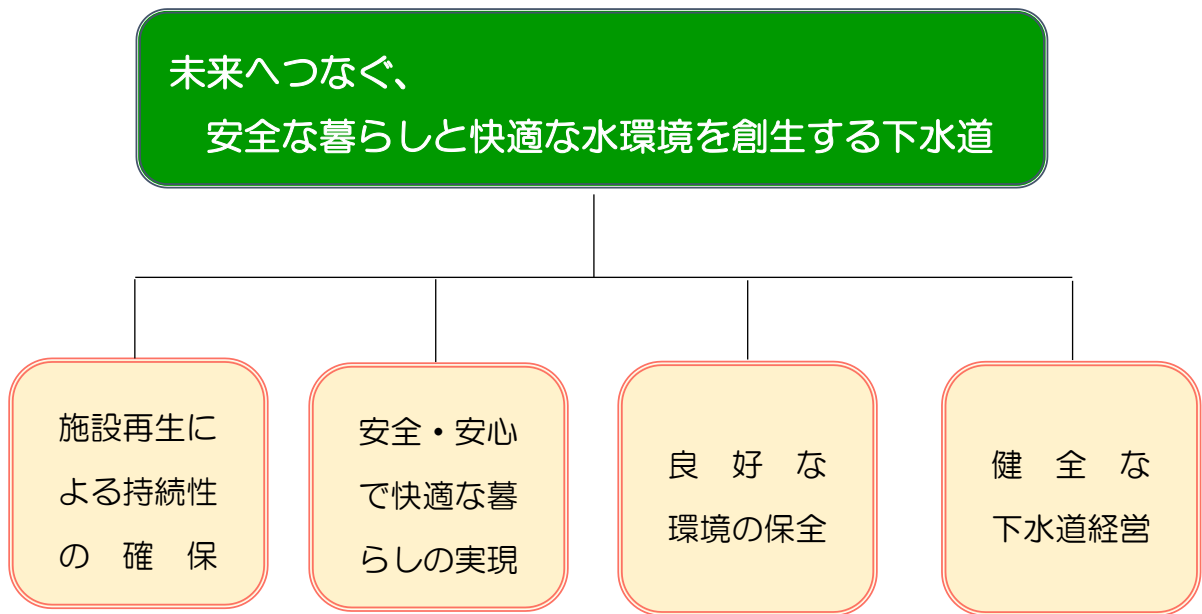 未来へつなぐ、
安全な暮らしと快適な水環境を創生する下水道
施設再生に
よる持続性
の　確　保
安全・安心
で快適な暮
らしの実現
良　好　な
環境の保全
健　全　な
下水道経営